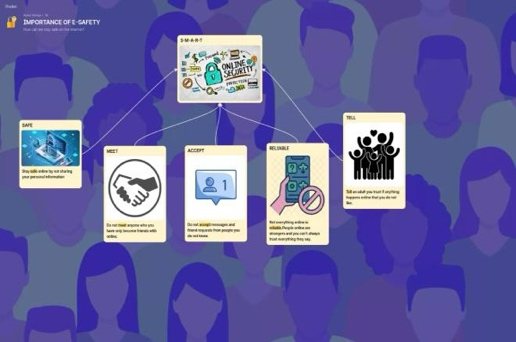 IMPORTANCE OF E-SAFETY
How can we stay safe on the internet?
S-M-A-R-T
ONLINE
SECURITY
SAFE
Stay safe online by not sharing
your personal information
MEET
Do not meet anyone who you
have only become friends with
online.
ACCEPT
1
Do not accept messages and
friend requests from people you
do not know
RELIABLE
Not everything online is
reliable. People online are
strangers and you can't always
trust everything they say.
TELL
Tell an adult you trust if anything
happens online that you do not
like.